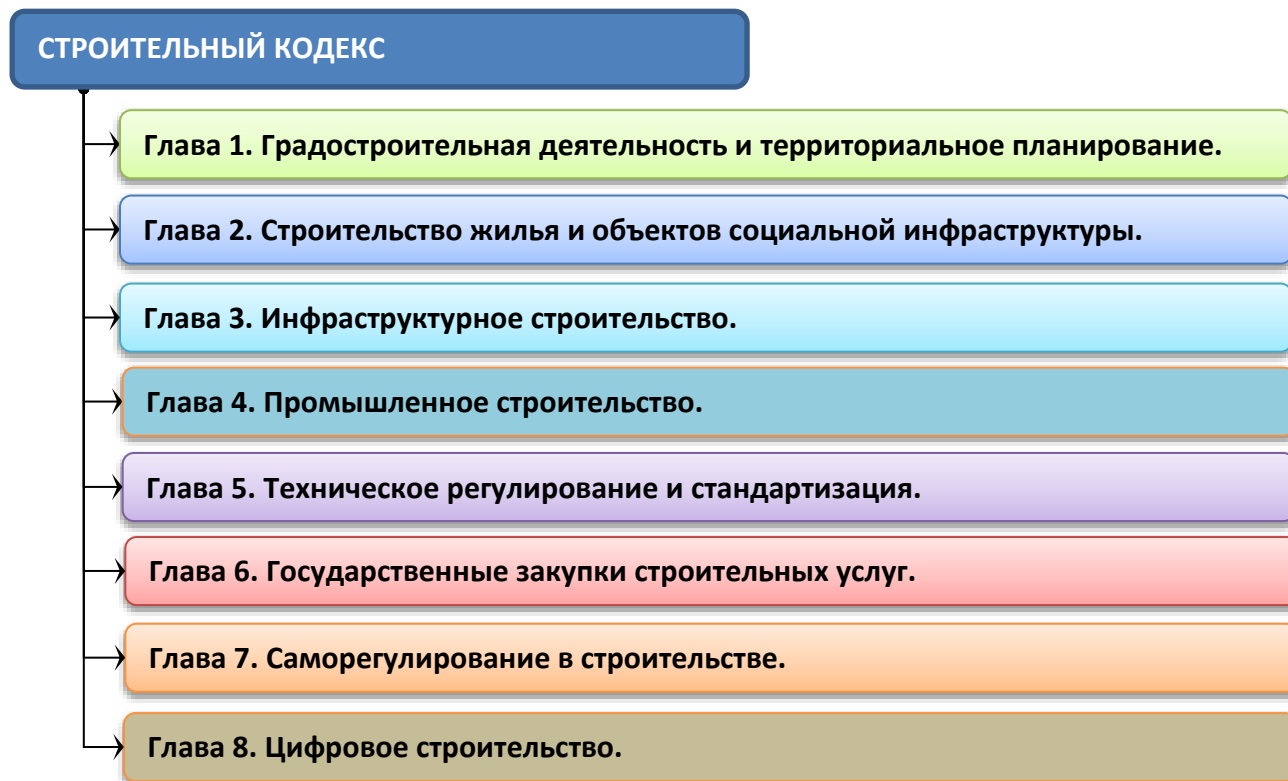 СТРОИТЕЛЬНЫЙ КОДЕКС
Глава 1. Градостроительная деятельность и территориальное планирование.
Глава 2. Строительство жилья и объектов социальной инфраструктуры.
Глава 3. Инфраструктурное строительство.
Глава 4. Промышленное строительство.
Глава 5. Техническое регулирование и стандартизация.
Глава 6. Государственные закупки строительных услуг.
Глава 7. Саморегулирование в строительстве.
Глава 8. Цифровое строительство.